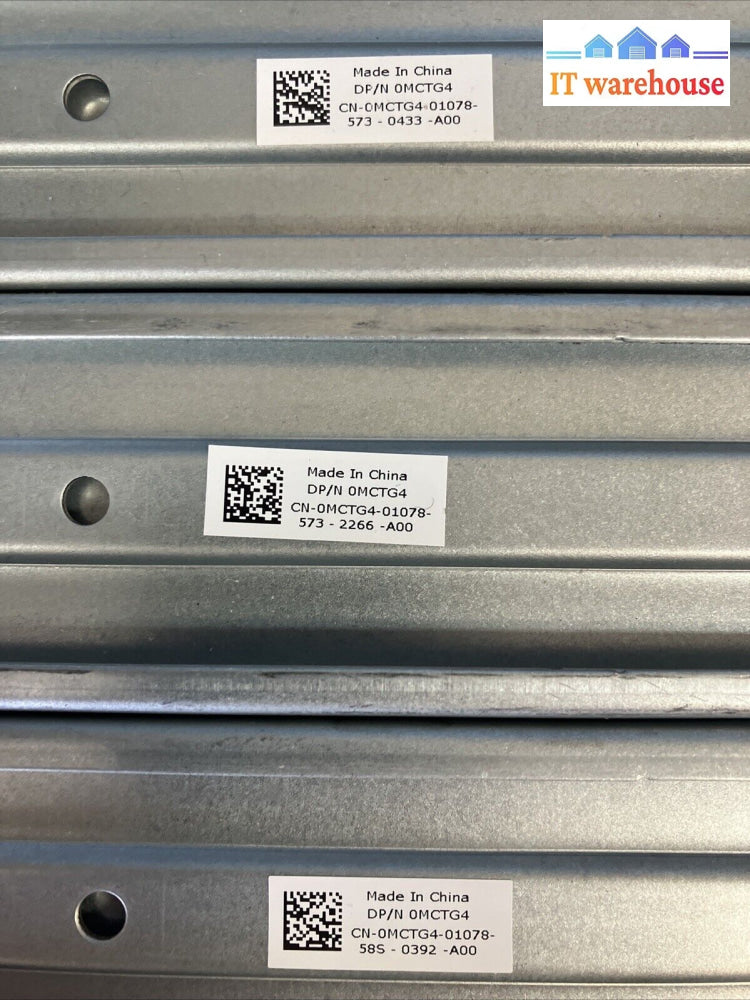 IT warehouse
Made In China
DP/N 0MCTG4
CN-0MCTG4-01078-
573 - 0433 -A00
Made In China
DP/N 0MCTG4
CN-0MCTG4-01078-
573 - 2266 -A00
Made In China
DP/N 0MCTG4
CN-0MCTG4-01078-
58S - 0392 -A00